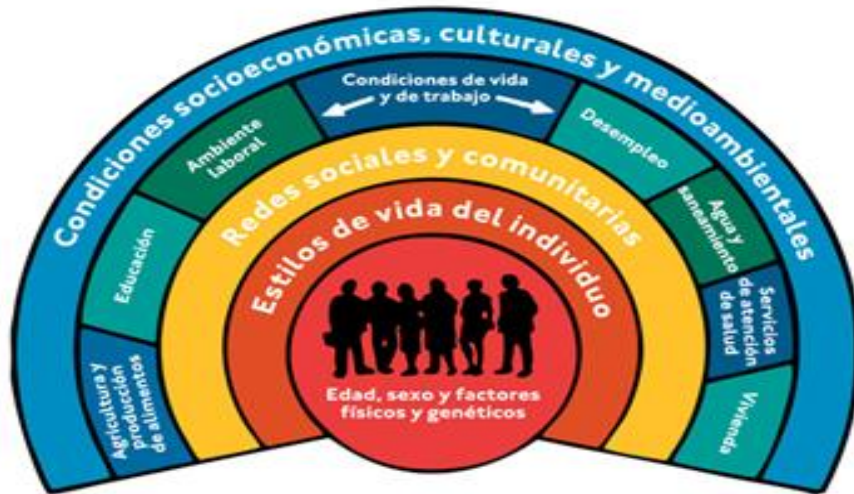 Condiciones socioeconómicas, culturales y medioambientales
Condiciones de vida
y de trabajo
Agricultura y
producción
de alimentos
Educación
Ambiente
laboral
Desempleo
Agua y
saneamiento
Servicios
de atención
de salud
Vivienda
Redes sociales y comunitarias
Estilos de vida del individuo
Edad, sexo y factores
físicos y genéticos